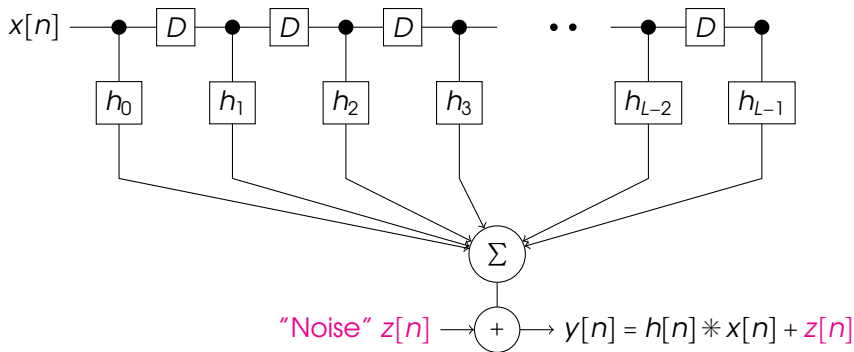 x[n] D D D D
h₀ h₁ h₂ h₃ hL−2 hL−1
Σ
"Noise" z[n] + y[n] = h[n] ∗ x[n] + z[n]